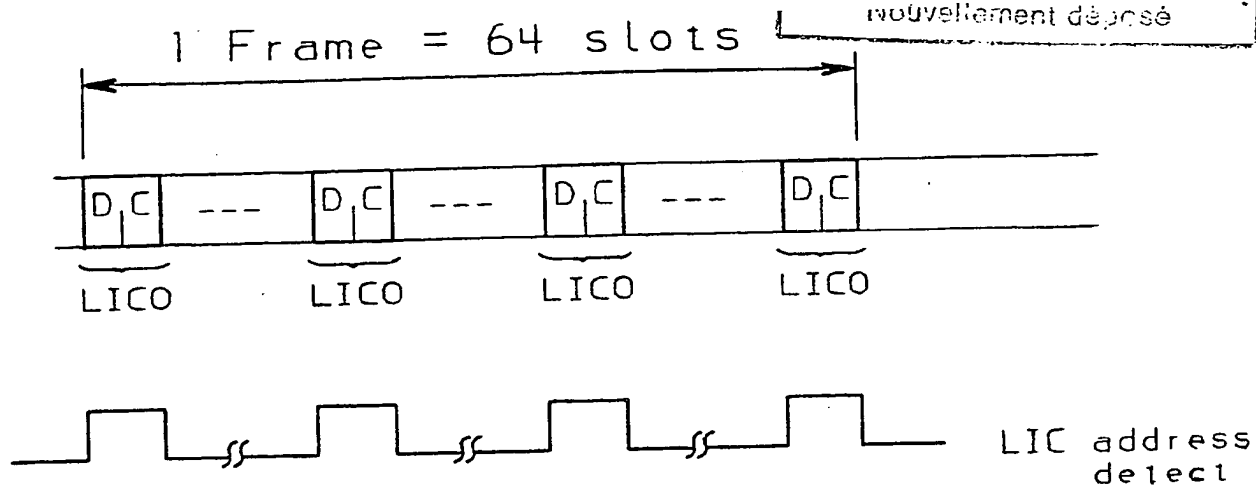 Nouvellement déposé
1 Frame = 64 slots
D C --- D C --- D C --- D C
LICO LICO LICO LICO
LIC address
detect